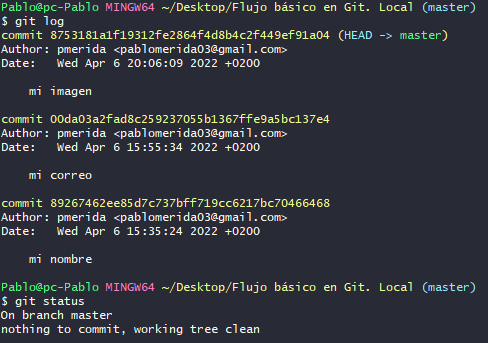 Pablo@pc-Pablo MINGW64 ~/Desktop/Flujo básico en Git. Local (master)
$ git log
commit 8753181a1f19312fe2864f4d8b4c2f449ef91a04 (HEAD -> master)
Author: pmerida <pablomerida03@gmail.com>
Date:   Wed Apr 6 20:06:09 2022 +0200

    mi imagen

commit 00da03a2fad8c259237055b1367ffe9a5bc137e4
Author: pmerida <pablomerida03@gmail.com>
Date:   Wed Apr 6 15:55:34 2022 +0200

    mi correo

commit 89267462ee85d7c737bff719cc6217bc70466468
Author: pmerida <pablomerida03@gmail.com>
Date:   Wed Apr 6 15:35:24 2022 +0200

    mi nombre

Pablo@pc-Pablo MINGW64 ~/Desktop/Flujo básico en Git. Local (master)
$ git status
On branch master
nothing to commit, working tree clean